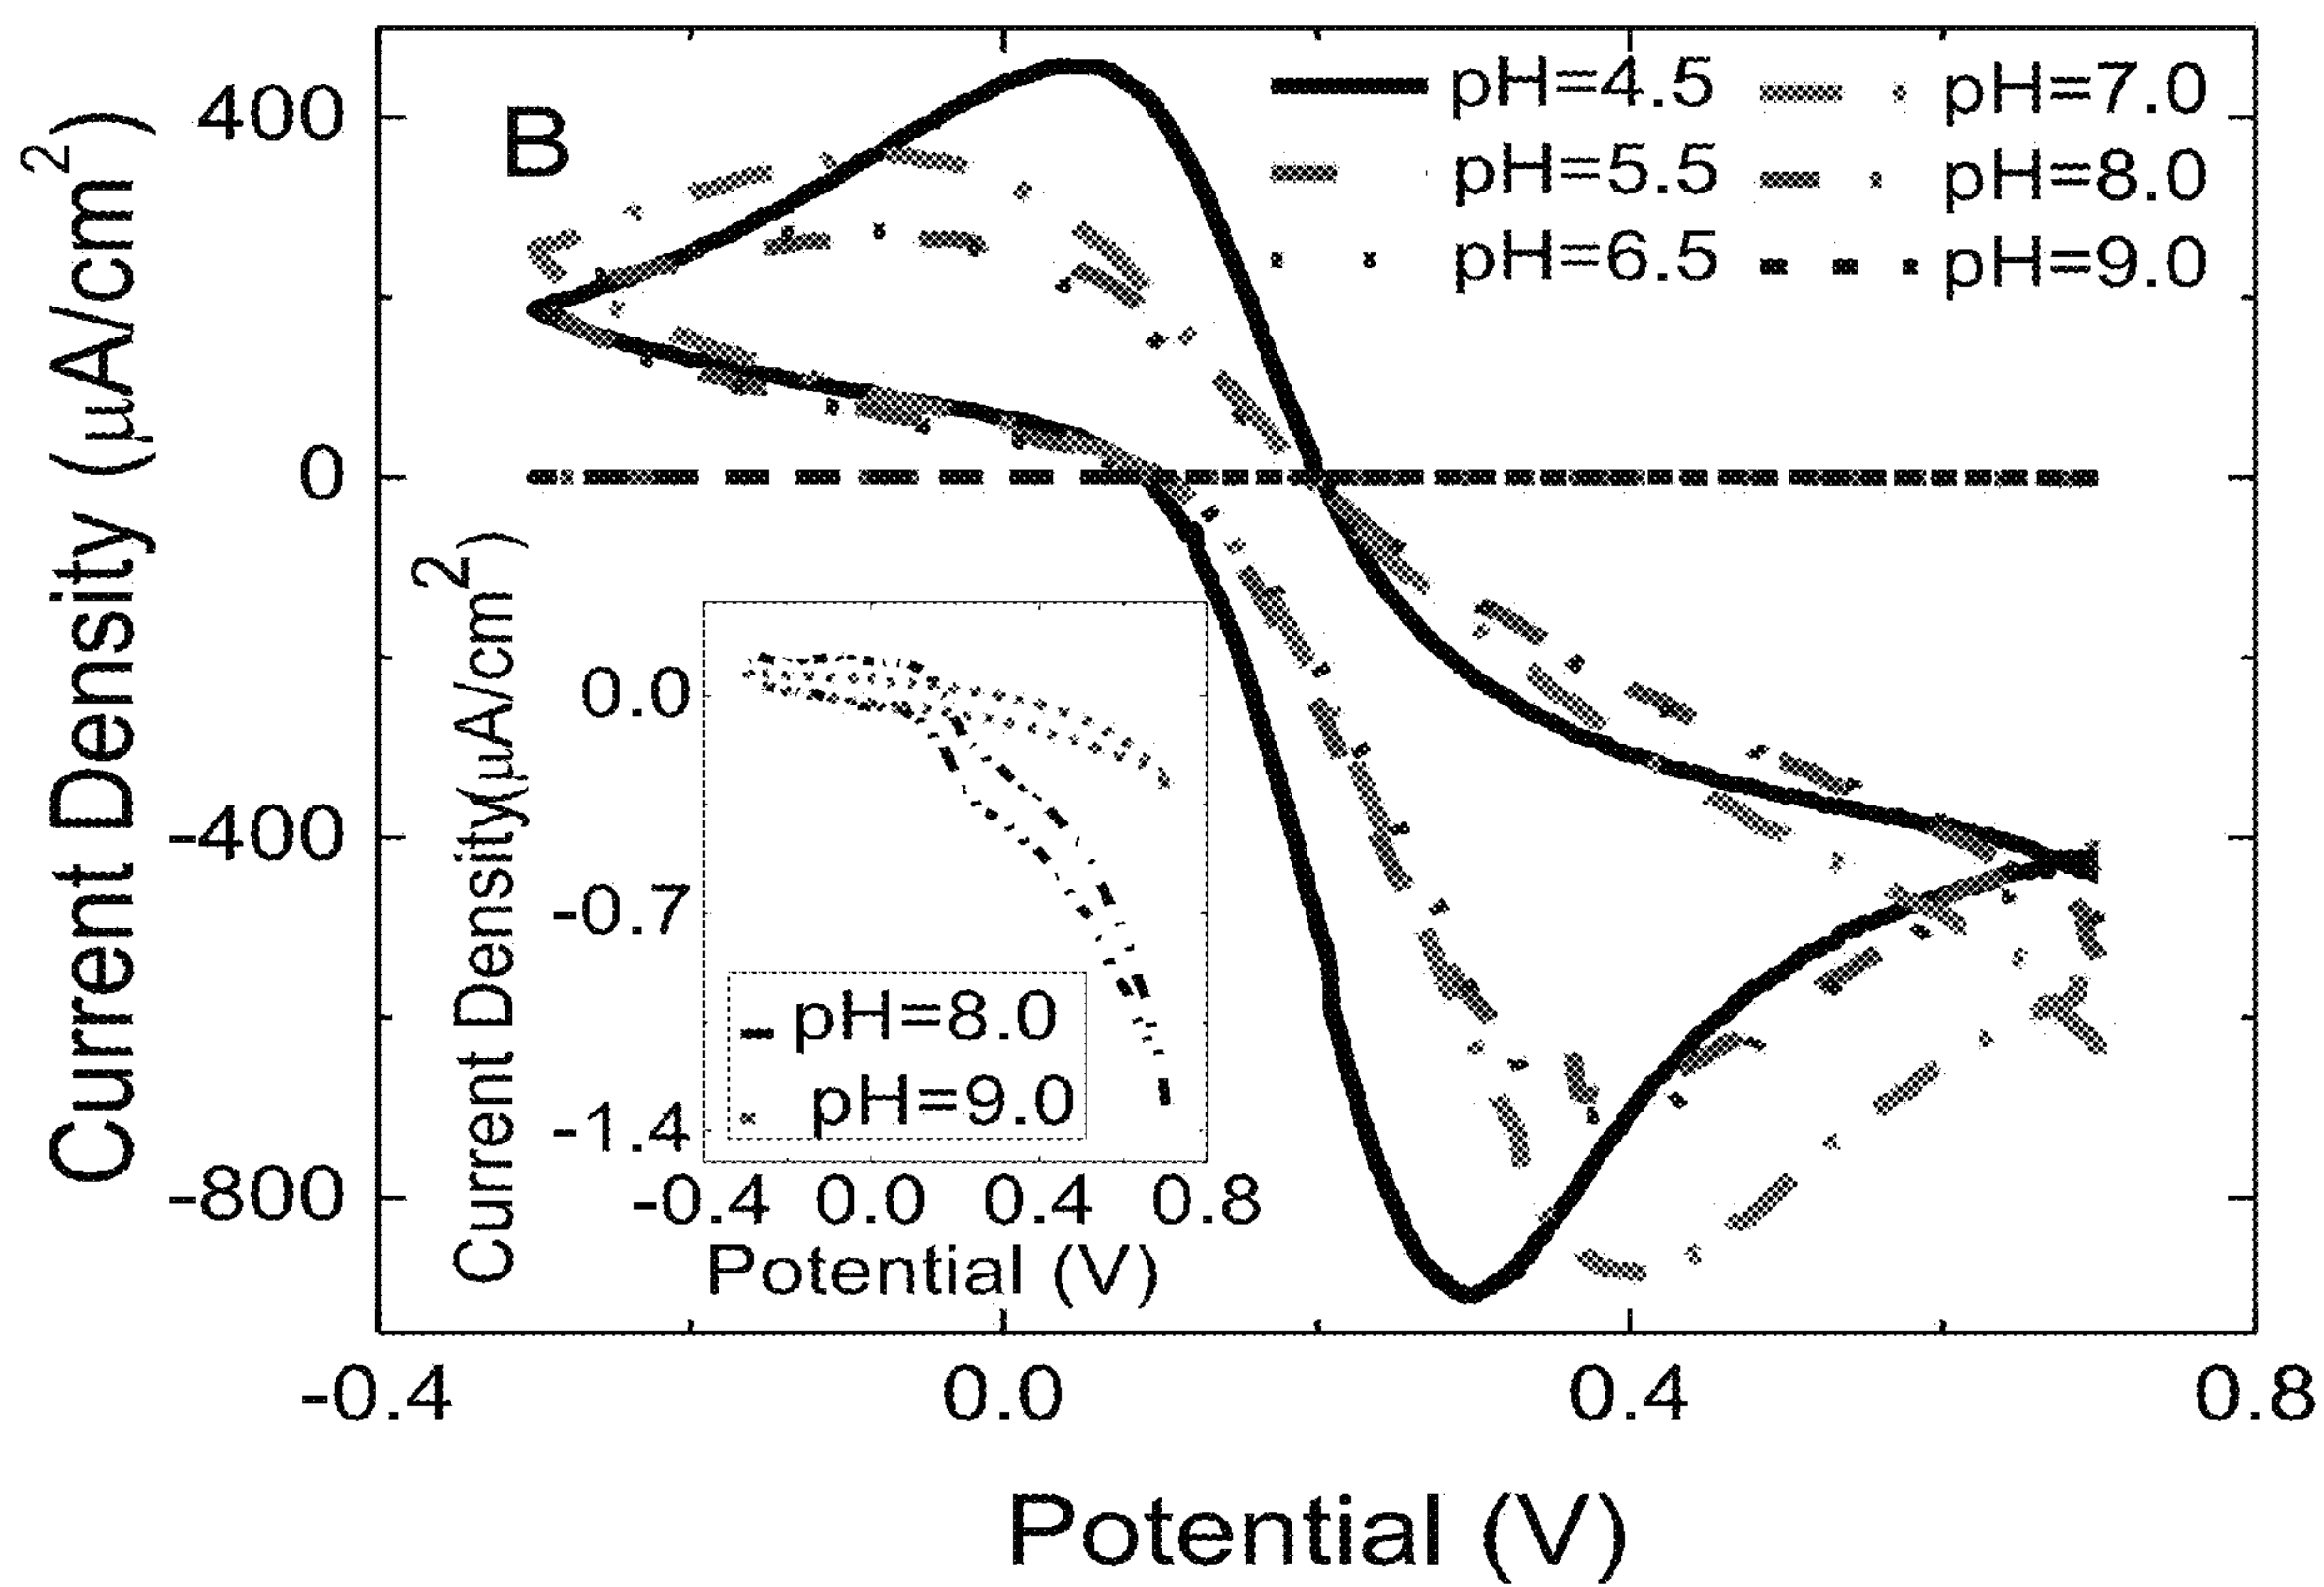 B
pH=4.5
pH=5.5
pH=6.5
pH=7.0
pH=8.0
pH=9.0
Current Density (μA/cm²)
400
0
-400
-800
Current Density(μA/cm²)
0.0
-0.7
-1.4
pH=8.0
pH=9.0
-0.4 0.0 0.4 0.8
Potential (V)
-0.4 0.0 0.4 0.8
Potential (V)